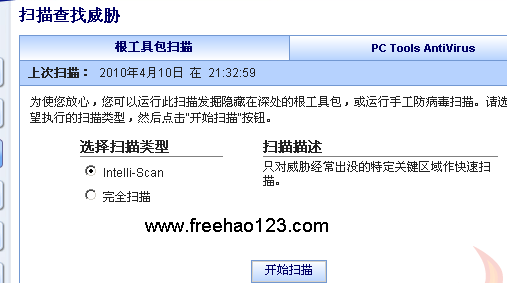 扫描查找威胁
根工具包扫描
PC Tools AntiVirus
上次扫描： 2010年4月10日 在 21:32:59
为使您放心，您可以运行此扫描发掘隐藏在深处的根工具包，或运行手工防病毒扫描。请选
望执行的扫描类型，然后点击"开始扫描"按钮。
选择扫描类型
扫描描述
Intelli-Scan
只对威胁经常出没的特定关键区域作快速扫
描。
完全扫描
www.freehao123.com
开始扫描